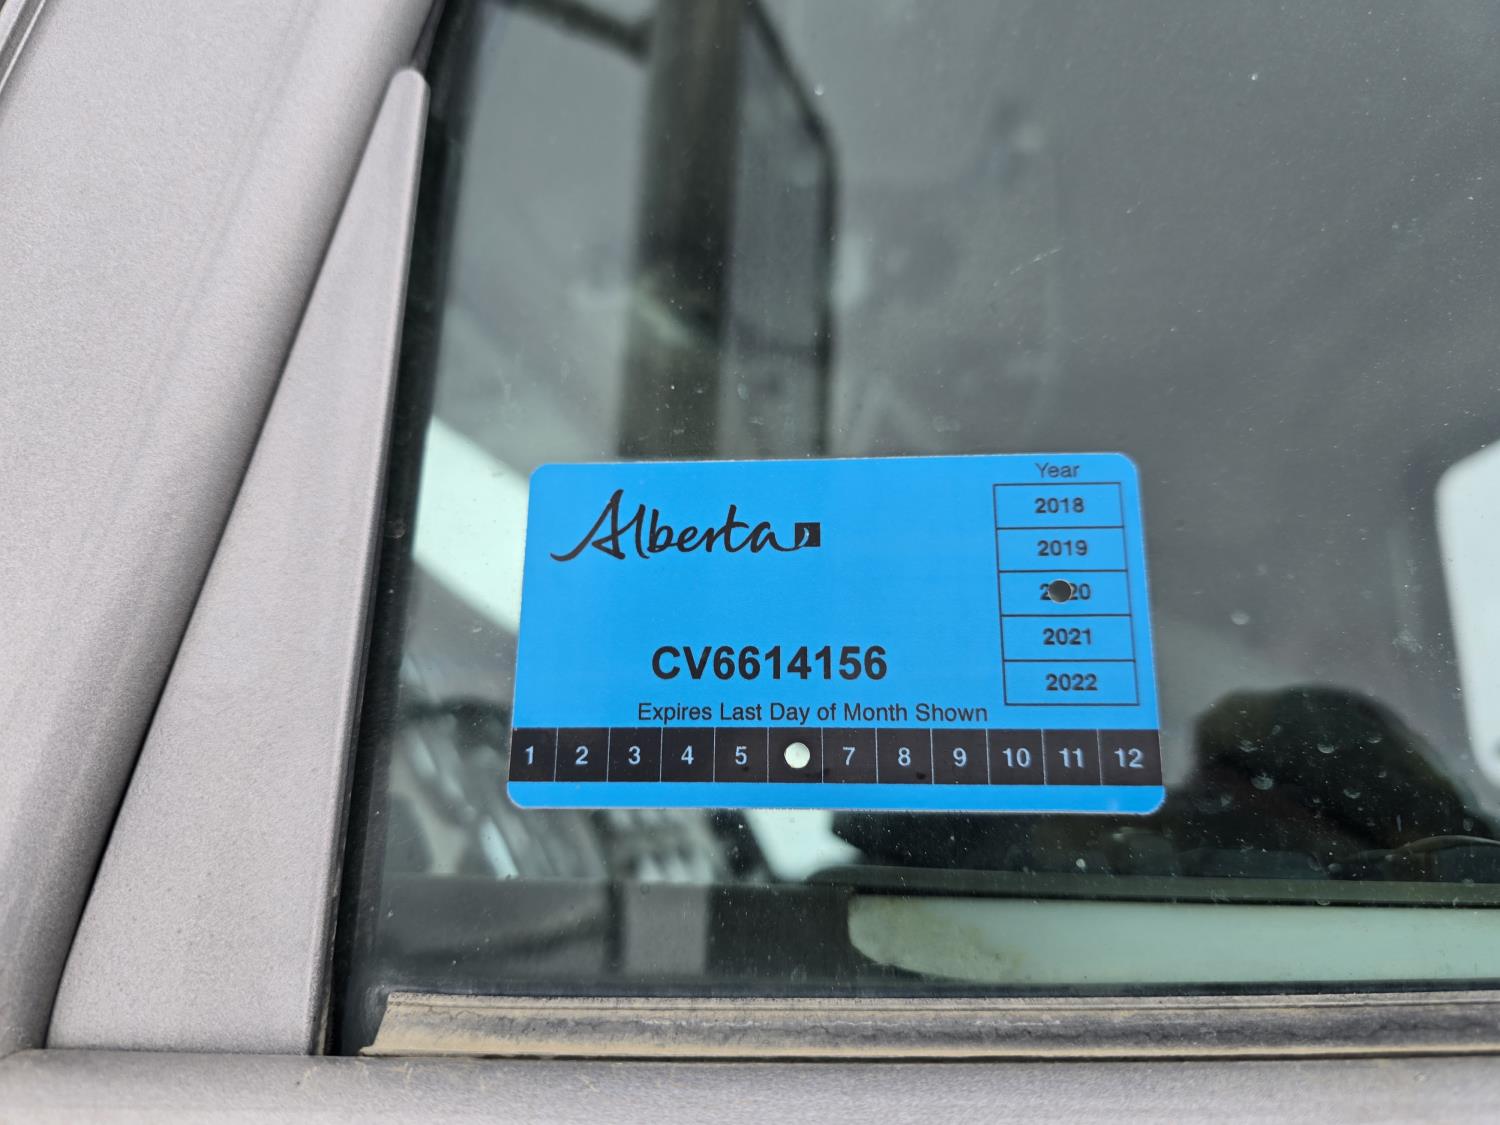 Alberta
Year
2018
2019
2020
2021
2022
CV6614156
Expires Last Day of Month Shown
1 2 3 4 5 7 8 9 10 11 12